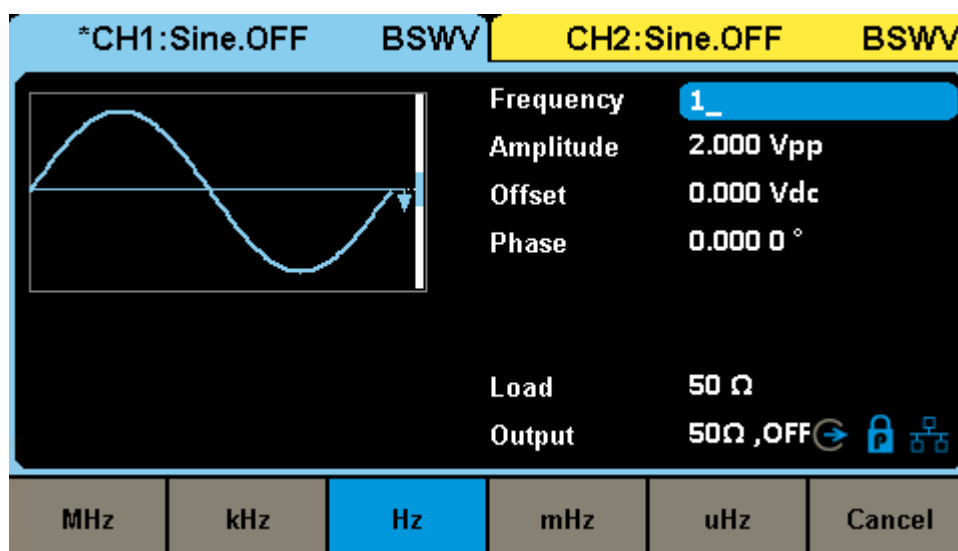 *CH1:Sine.OFF BSWV CH2:Sine.OFF BSWV
Frequency 1_
Amplitude 2.000 Vpp
Offset 0.000 Vdc
Phase 0.000 0 °
Load 50 Ω
Output 50Ω ,OFF P
MHz kHz Hz mHz uHz Cancel